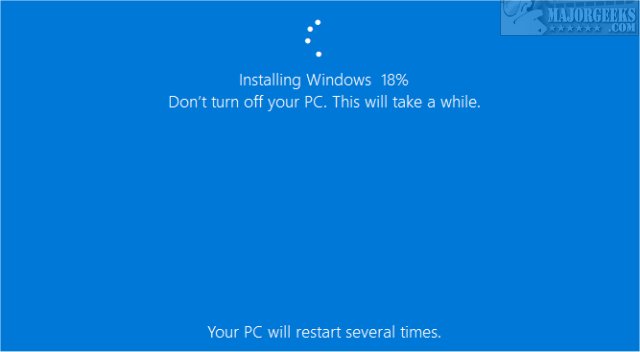 MAJORGEEKS
.COM
Installing Windows  18%
Don't turn off your PC. This will take a while.
Your PC will restart several times.